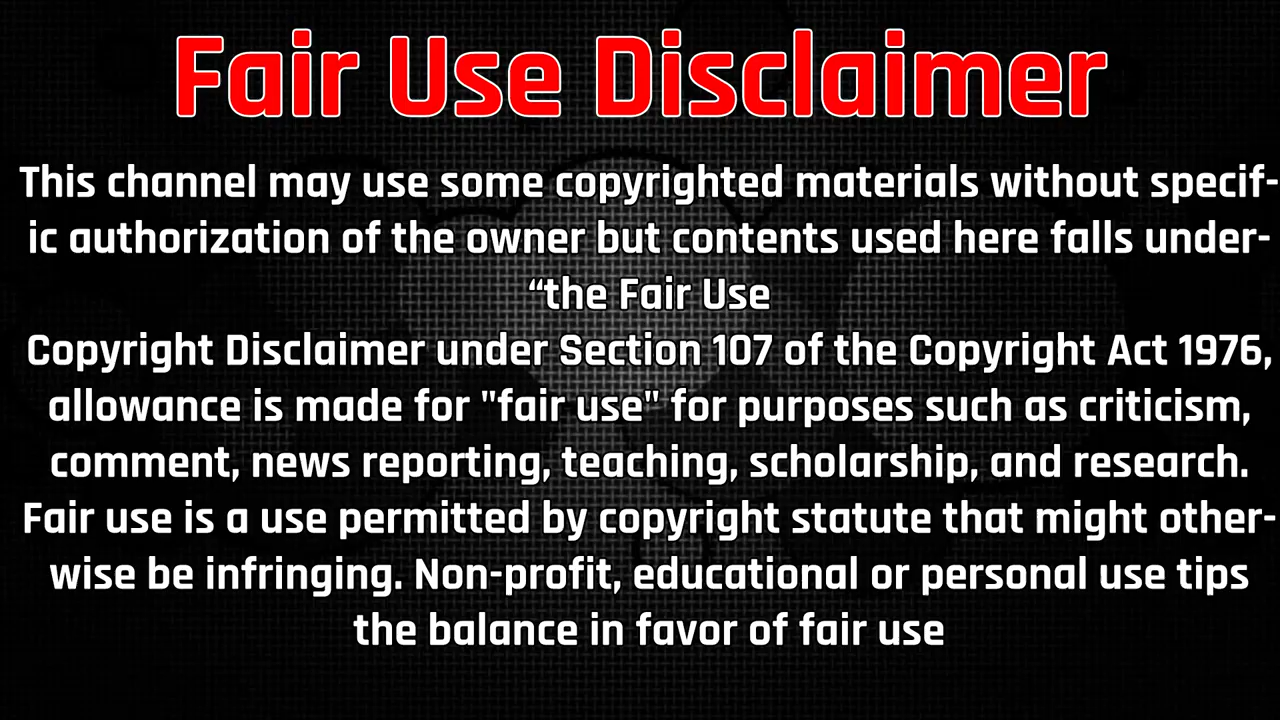 Fair Use Disclaimer
This channel may use some copyrighted materials without specif-
ic authorization of the owner but contents used here falls under-
“the Fair Use
Copyright Disclaimer under Section 107 of the Copyright Act 1976,
allowance is made for "fair use" for purposes such as criticism,
comment, news reporting, teaching, scholarship, and research.
Fair use is a use permitted by copyright statute that might other-
wise be infringing. Non-profit, educational or personal use tips
the balance in favor of fair use